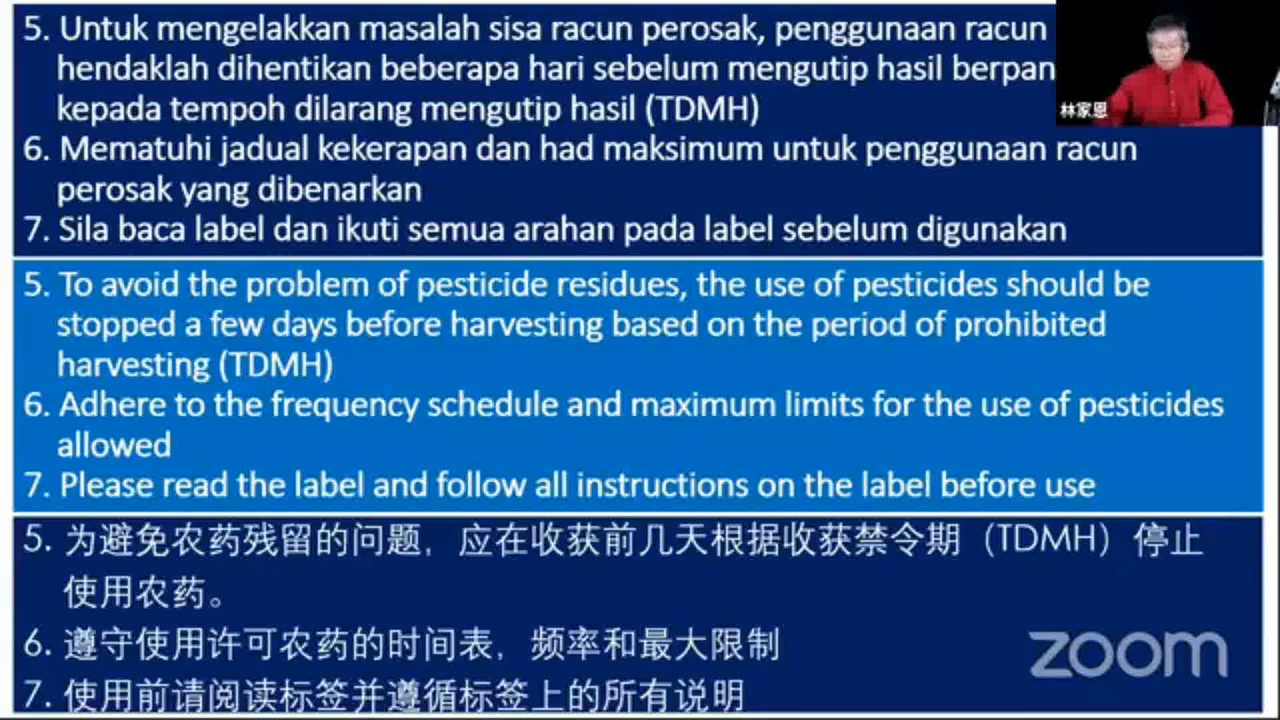 5. Untuk mengelakkan masalah sisa racun perosak, penggunaan racun
hendaklah dihentikan beberapa hari sebelum mengutip hasil
kepada tempoh dilarang mengutip hasil (TDMH)
林家恩
6. Mematuhi jadual kekerapan dan had maksimum untuk penggunaan racun
perosak yang dibenarkan
7. Sila baca label dan ikuti semua arahan pada label sebelum digunakan
5. To avoid the problem of pesticide residues, the use of pesticides should be
stopped a few days before harvesting based on the period of prohibited
harvesting (TDMH)
6. Adhere to the frequency schedule and maximum limits for the use of pesticides
allowed
7. Please read the label and follow all instructions on the label before use
5. 为避免农药残留的问题，应在收获前几天根据收获禁令期（TDMH）停止
使用农药。
6. 遵守使用许可农药的时间表，频率和最大限制
7. 使用前请阅读标签并遵循标签上的所有说明
zoom